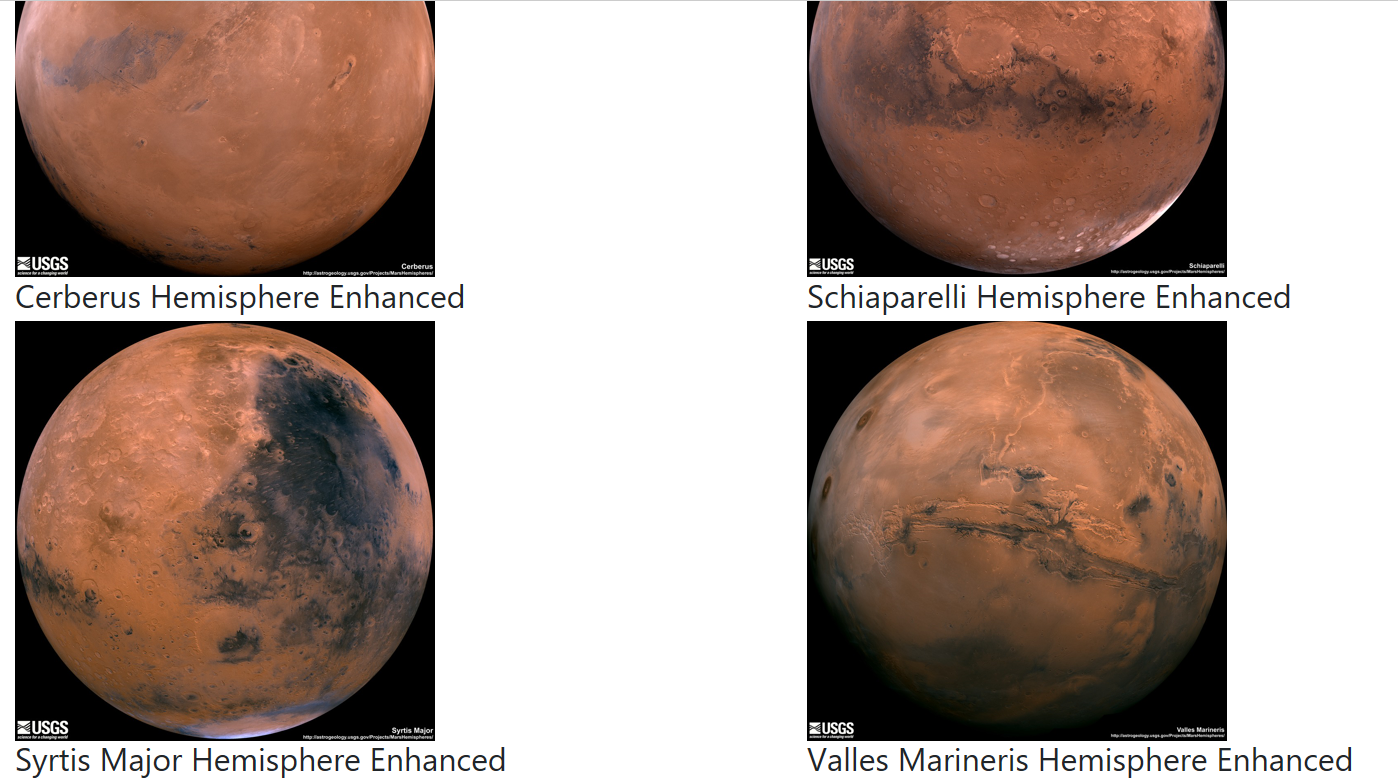 USGS
science for a changing world
Cerberus
http://astrogeology.usgs.gov/Projects/MarsHemispheres/
USGS
science for a changing world
Schiaparelli
http://astrogeology.usgs.gov/Projects/MarsHemispheres/
Cerberus Hemisphere Enhanced
Schiaparelli Hemisphere Enhanced
USGS
science for a changing world
Syrtis Major
http://astrogeology.usgs.gov/Projects/MarsHemispheres/
USGS
science for a changing world
Valles Marineris
http://astrogeology.usgs.gov/Projects/MarsHemispheres/
Syrtis Major Hemisphere Enhanced
Valles Marineris Hemisphere Enhanced